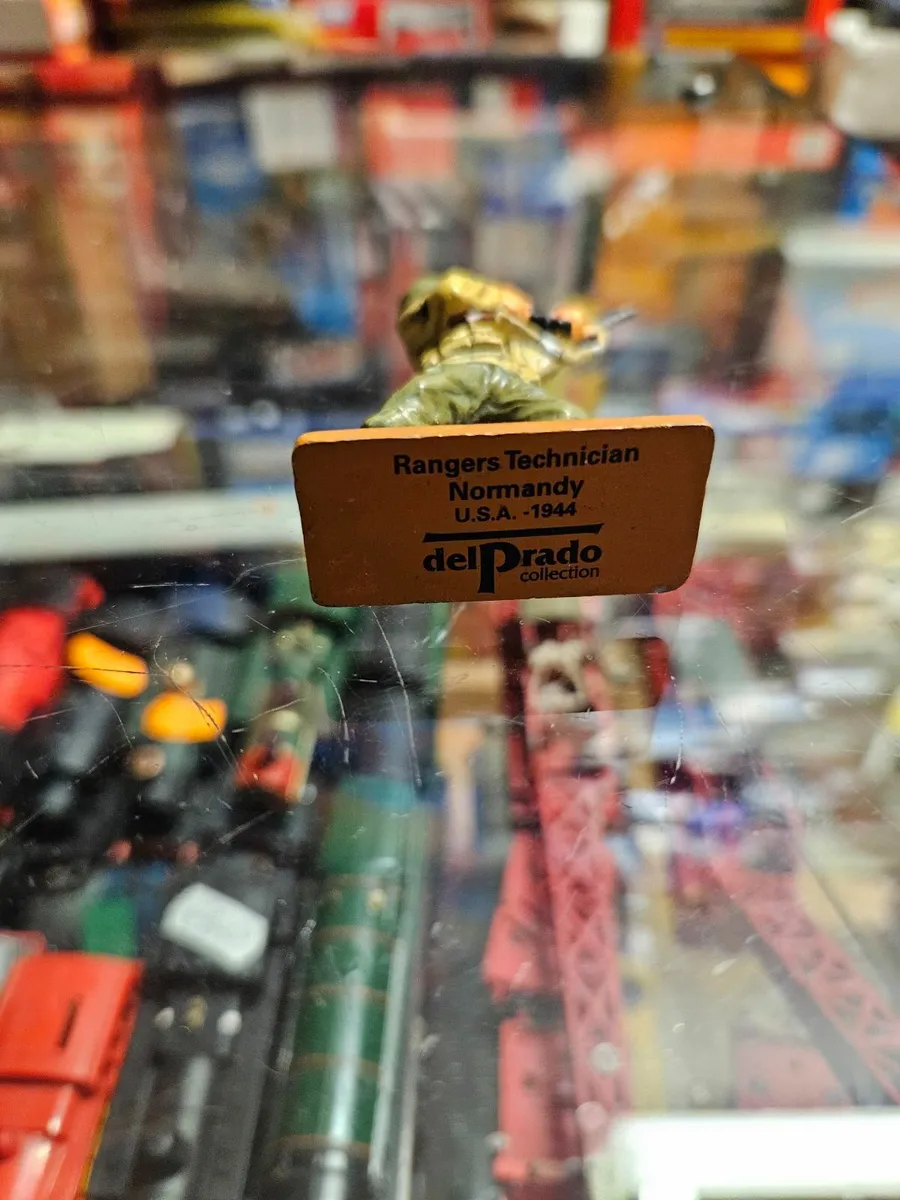 Rangers Technician
Normandy
U.S.A. -1944
delPrado
collection